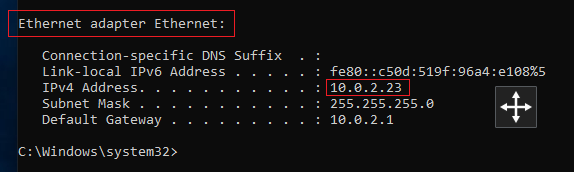 Ethernet adapter Ethernet:
Connection-specific DNS Suffix  . :
Link-local IPv6 Address . . . . . : fe80::c50d:519f:96a4:e108%5
IPv4 Address. . . . . . . . . . . : 10.0.2.23
Subnet Mask . . . . . . . . . . . : 255.255.255.0
Default Gateway . . . . . . . . . : 10.0.2.1
C:\Windows\system32>